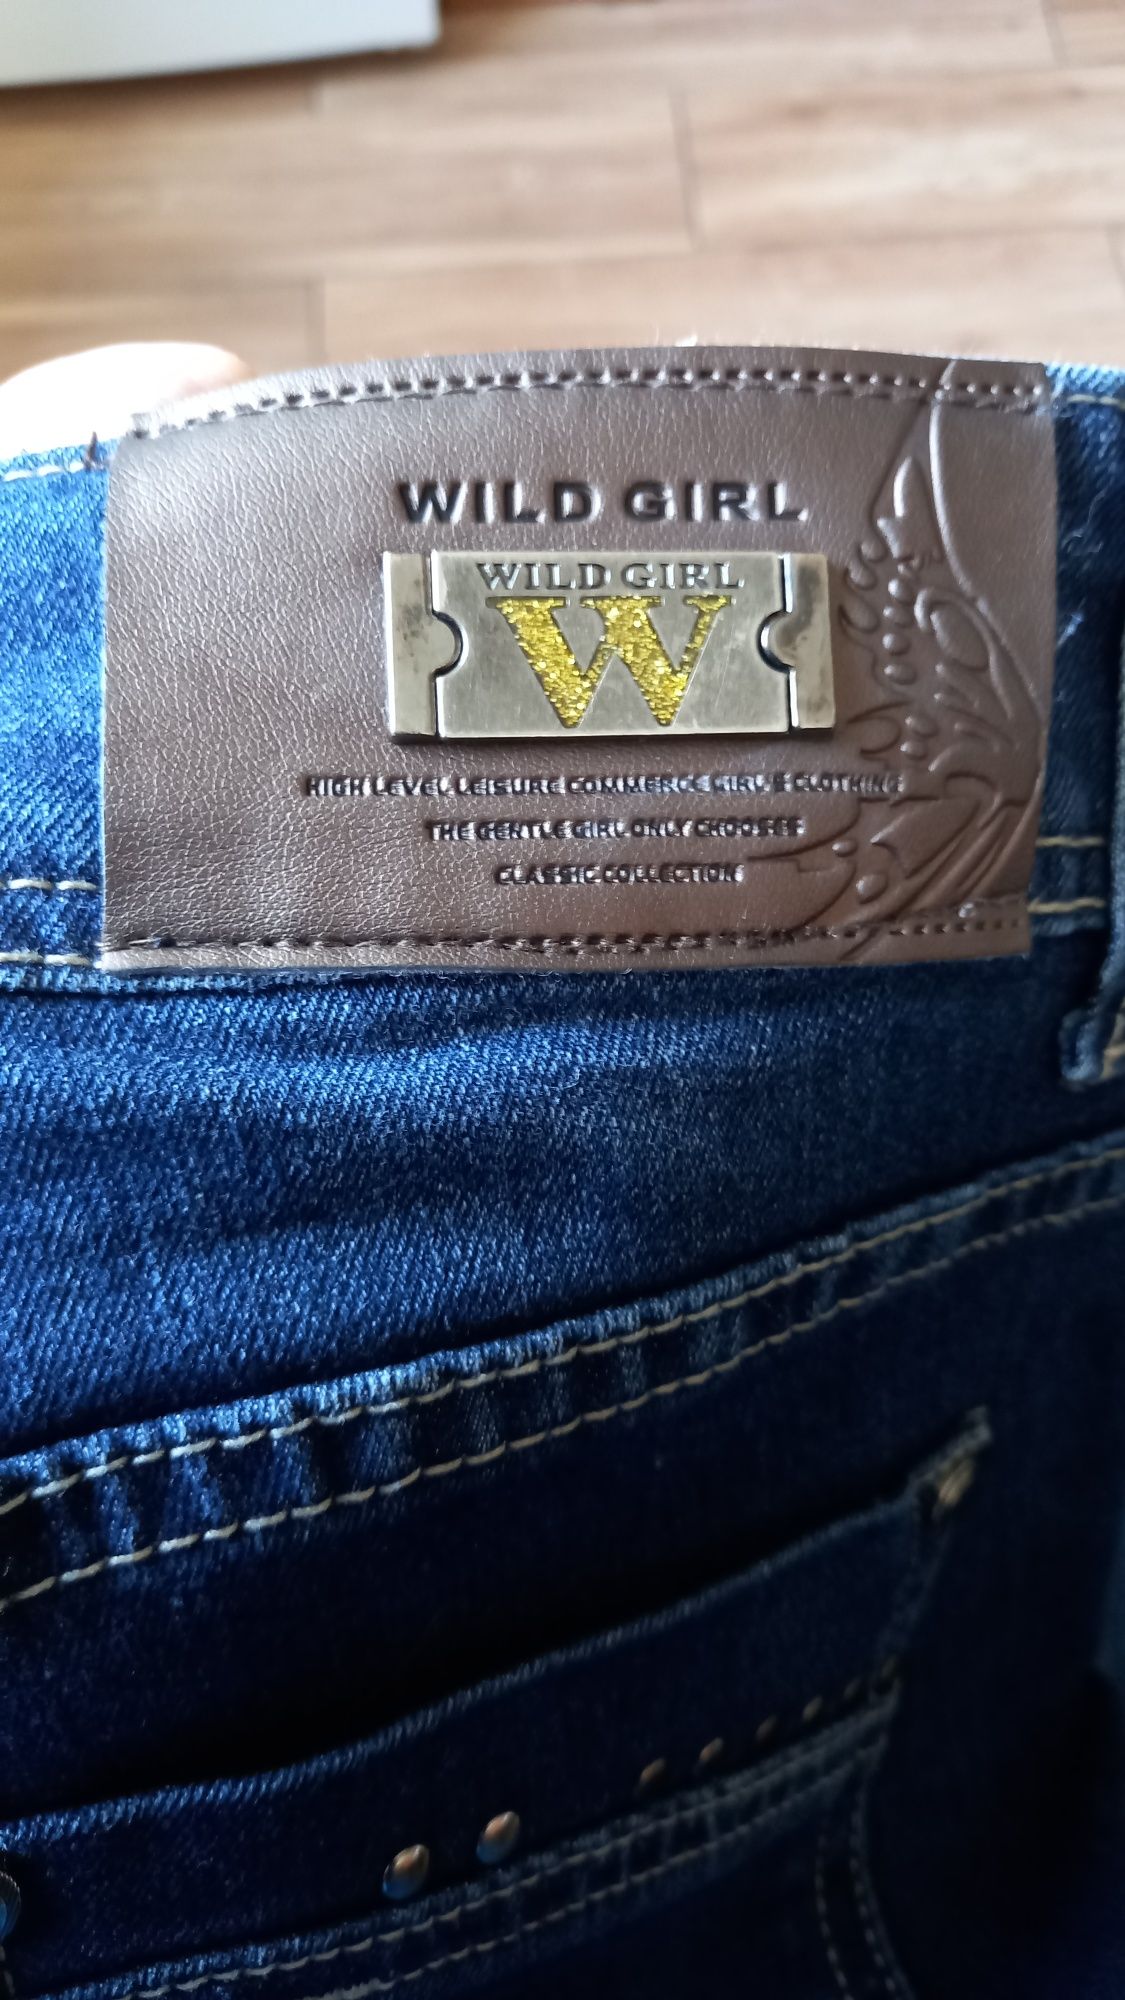 WILD GIRL
WILD GIRL
W
HIGH LEVEL LEISURE COMMERCE GIRL'S CLOTHING
THE GENTLE GIRL ONLY CHOOSES
CLASSIC COLLECTION